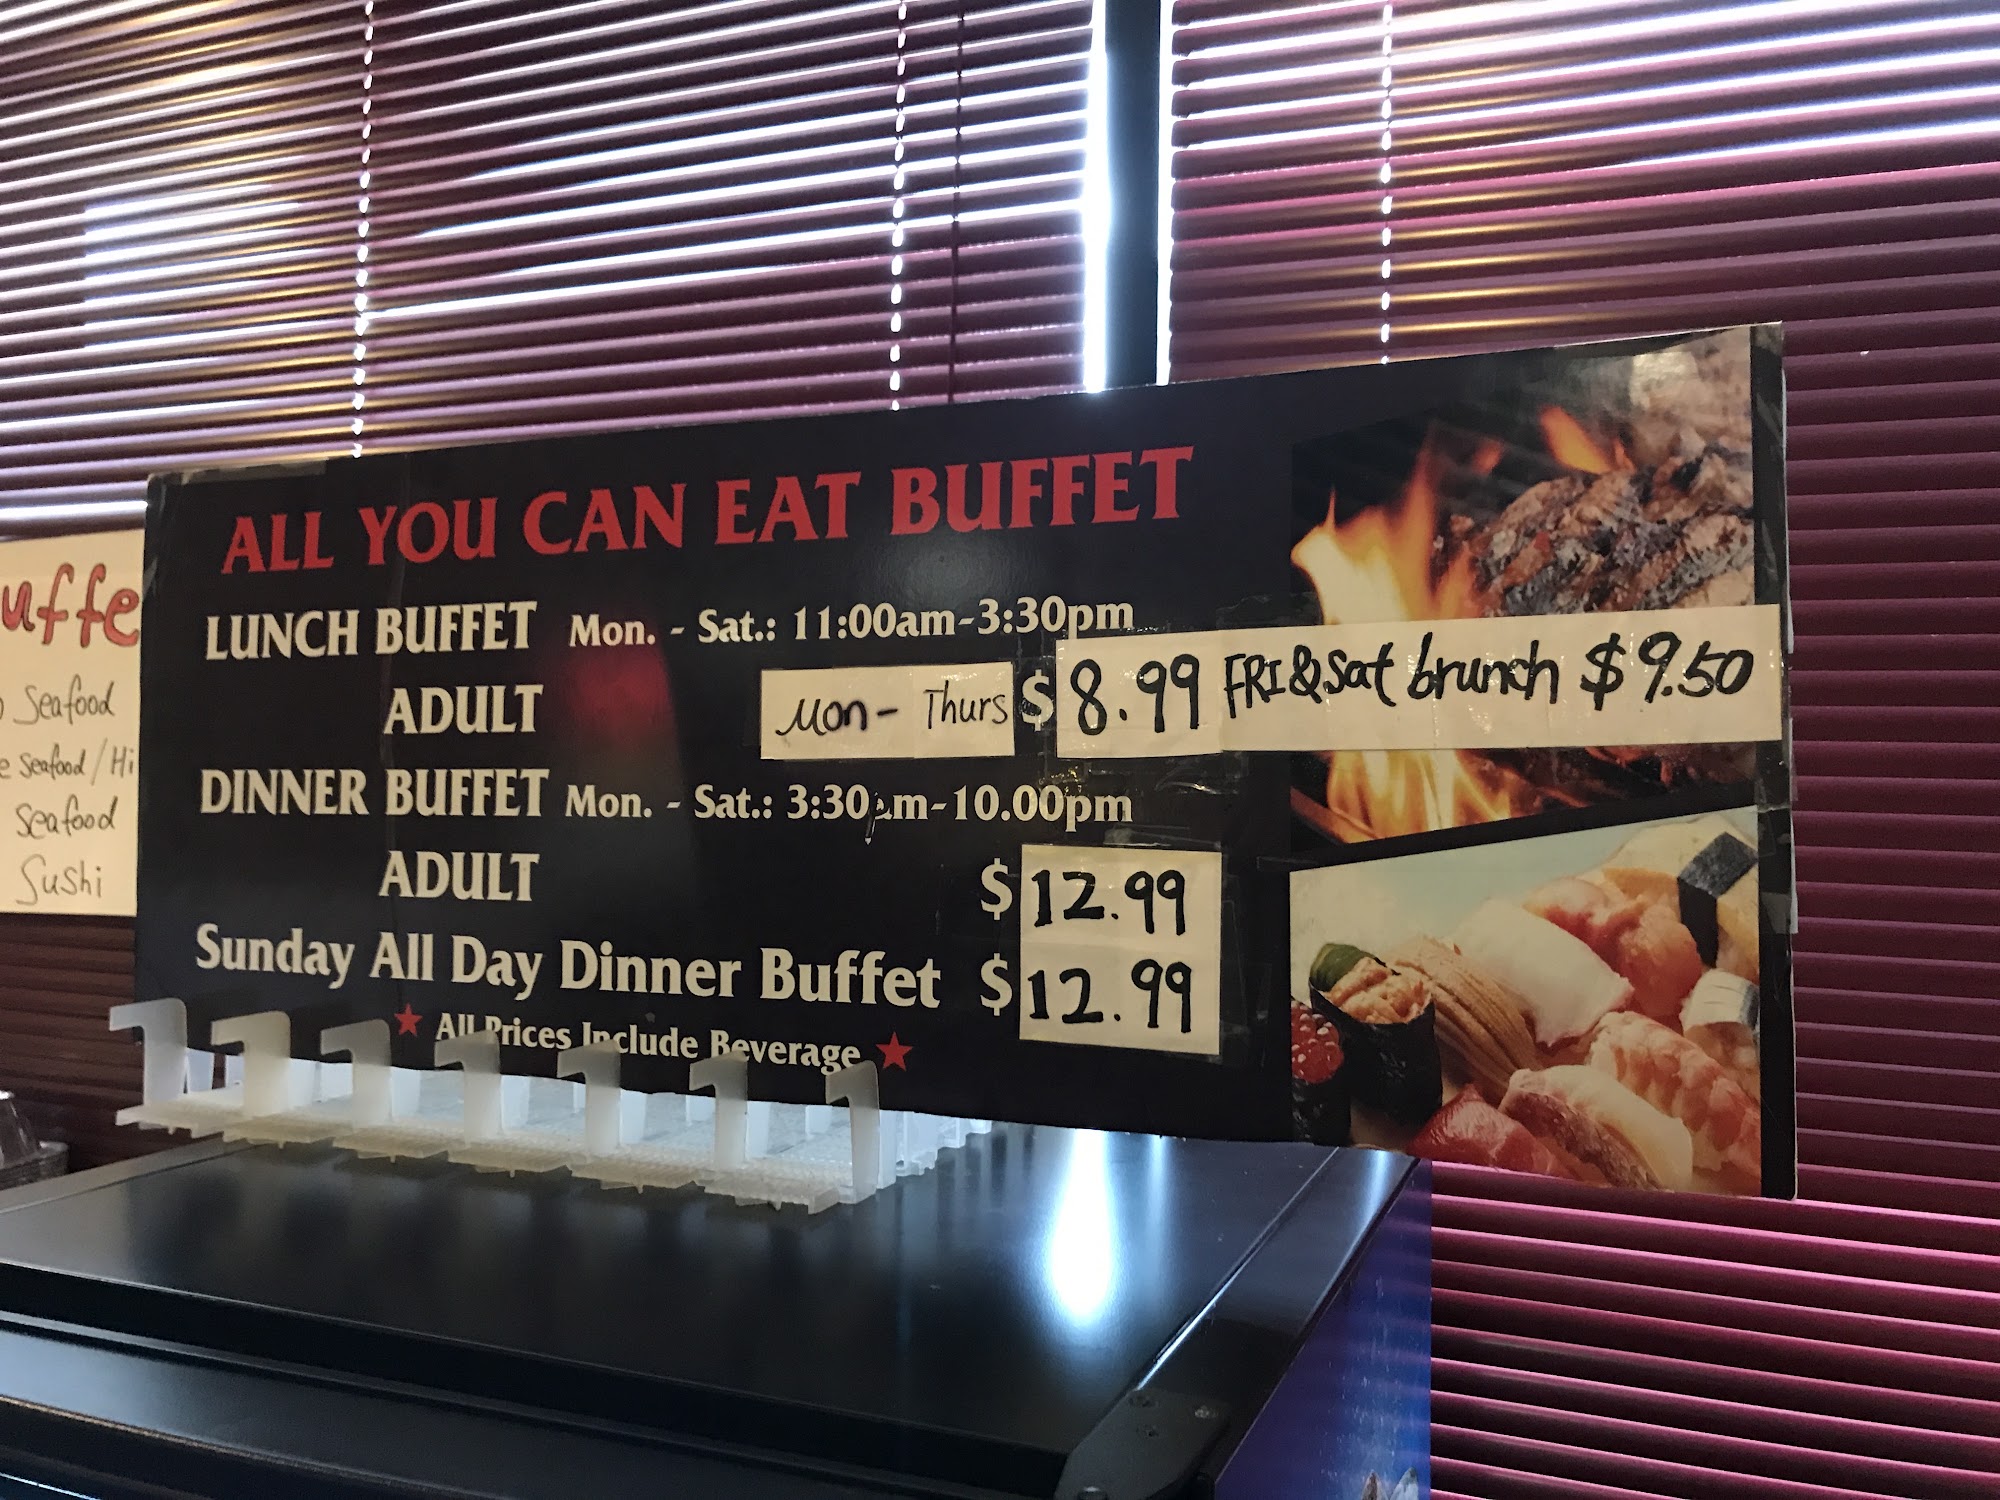 ALL YOU CAN EAT BUFFET
LUNCH BUFFET Mon. - Sat.: 11:00am-3:30pm
ADULT Mon - Thurs $8.99 FRI & Sat brunch $9.50
DINNER BUFFET Mon. - Sat.: 3:30pm-10.00pm
ADULT $12.99
Sunday All Day Dinner Buffet $12.99
★ All Prices Include Beverage ★
uffe
Seafood
e Seafood / Hi
Seafood
Sushi